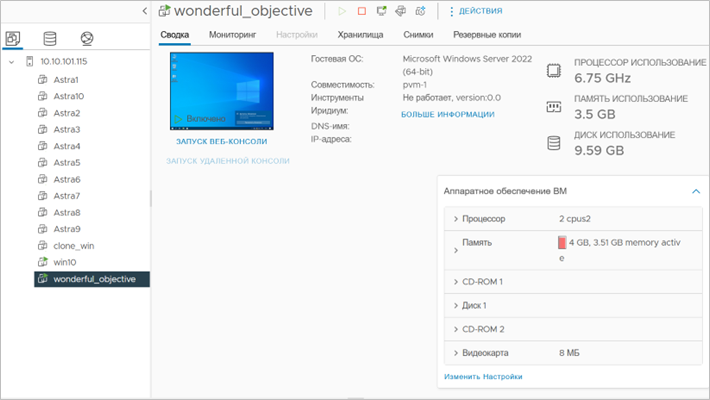 wonderful_objective
ДЕЙСТВИЯ
Сводка Мониторинг Настройки Хранилища Снимки Резервные копии
10.10.101.115
Astra1
Astra10
Astra2
Astra3
Astra4
Astra5
Astra6
Astra7
Astra8
Astra9
clone_win
win10
wonderful_objective
Включено
ЗАПУСК ВЕБ-КОНСОЛИ
ЗАПУСК УДАЛЕННОЙ КОНСОЛИ
Гостевая ОС: Microsoft Windows Server 2022
(64-bit)
Совместимость: pvm-1
Инструменты Не работает, version:0.0
Иридиум:
БОЛЬШЕ ИНФОРМАЦИИ
DNS-имя:
IP-адреса:
ПРОЦЕССОР ИСПОЛЬЗОВАНИЕ
6.75 GHz
ПАМЯТЬ ИСПОЛЬЗОВАНИЕ
3.5 GB
ДИСК ИСПОЛЬЗОВАНИЕ
9.59 GB
Аппаратное обеспечение ВМ
Процессор 2 cpus2
Память 4 GB, 3.51 GB memory activ
e
CD-ROM 1
Диск 1
CD-ROM 2
Видеокарта 8 МБ
Изменить Настройки